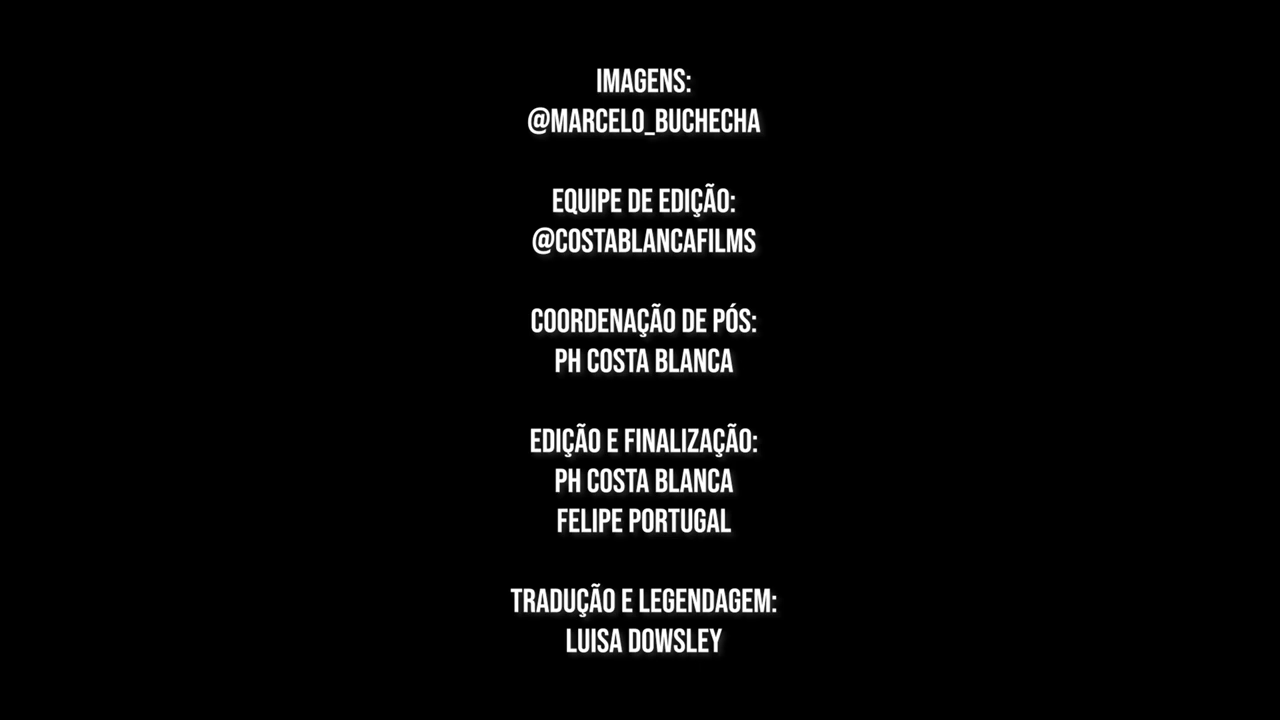 IMAGENS:
@MARCELO_BUCHECHA
EQUIPE DE EDIÇÃO:
@COSTABLANCAFILMS
COORDENAÇÃO DE PÓS:
PH COSTA BLANCA
EDIÇÃO E FINALIZAÇÃO:
PH COSTA BLANCA
FELIPE PORTUGAL
TRADUÇÃO E LEGENDAGEM:
LUISA DOWSLEY